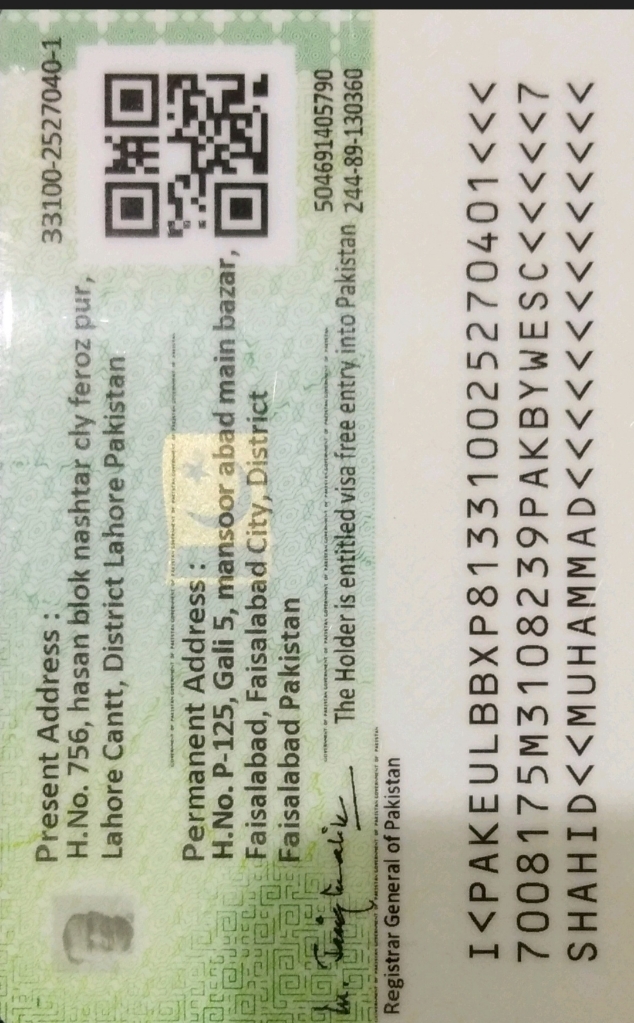 33100-2527040-1
Present Address :
H.No. 756, hasan blok nashtar cly feroz pur,
Lahore Cantt, District Lahore Pakistan
Permanent Address :
H.No. P-125, Gali 5, mansoor abad main bazar,
Faisalabad, Faisalabad City, District
Faisalabad Pakistan
504691405790
The Holder is entitled visa free entry into Pakistan 244-89-130360
Registrar General of Pakistan
I<PAKEULBBXP813310025270401<<<
7008175M3108239PAKBYWESC<<<<<<7
SHAHID<<MUHAMMAD<<<<<<<<<<<<<<